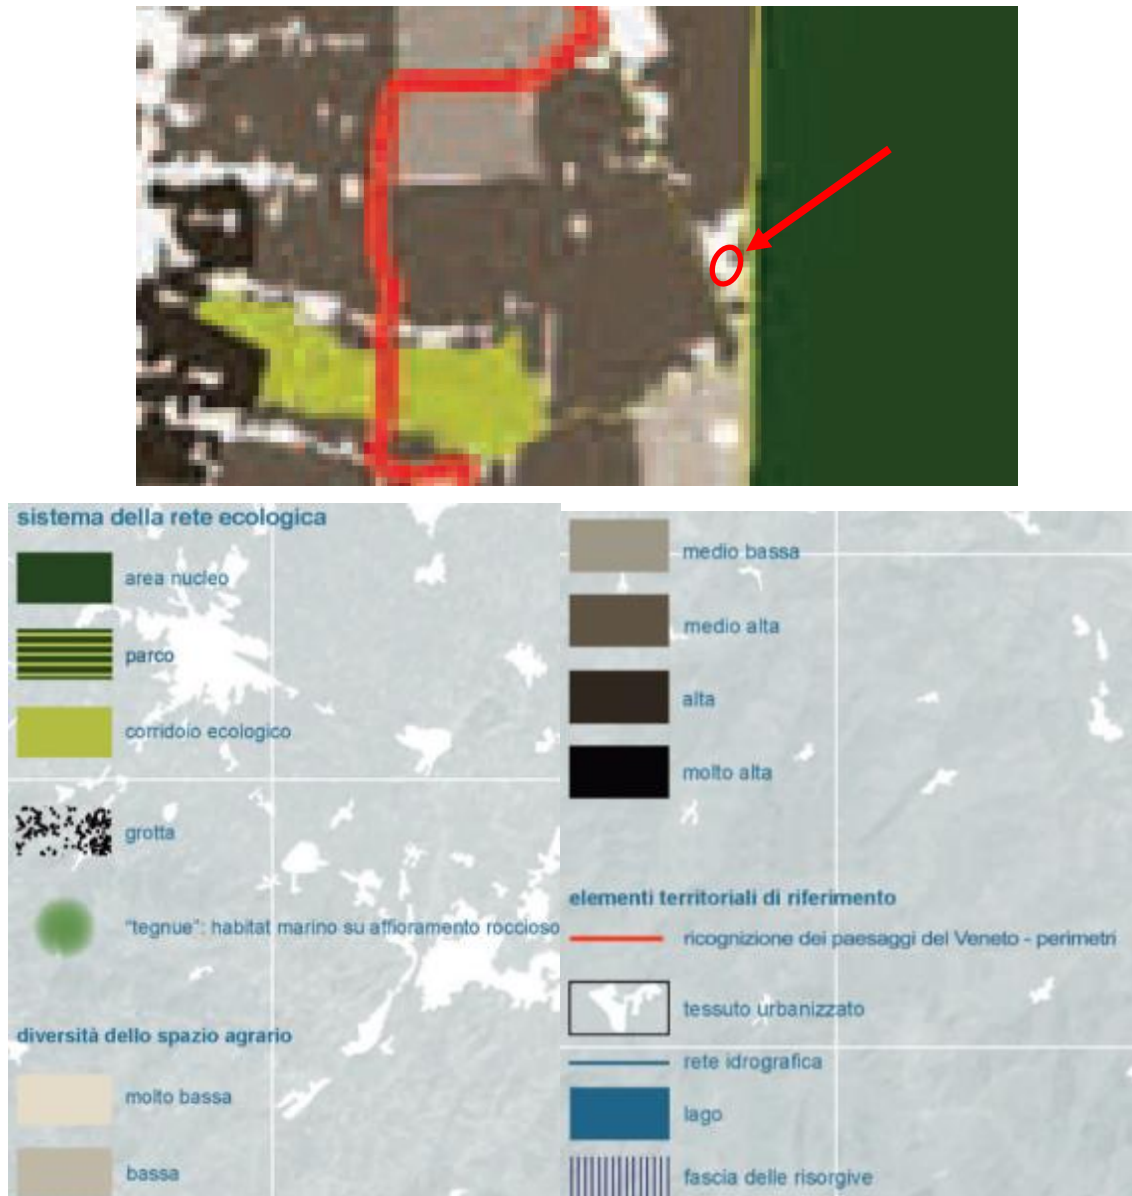 sistema della rete ecologica
area nucleo
parco
corridoio ecologico
grotta
"tegnue": habitat marino su affioramento roccioso
diversità dello spazio agrario
molto bassa
bassa
medio bassa
medio alta
alta
molto alta
elementi territoriali di riferimento
ricognizione dei paesaggi del Veneto - perimetri
tessuto urbanizzato
rete idrografica
lago
fascia delle risorgive